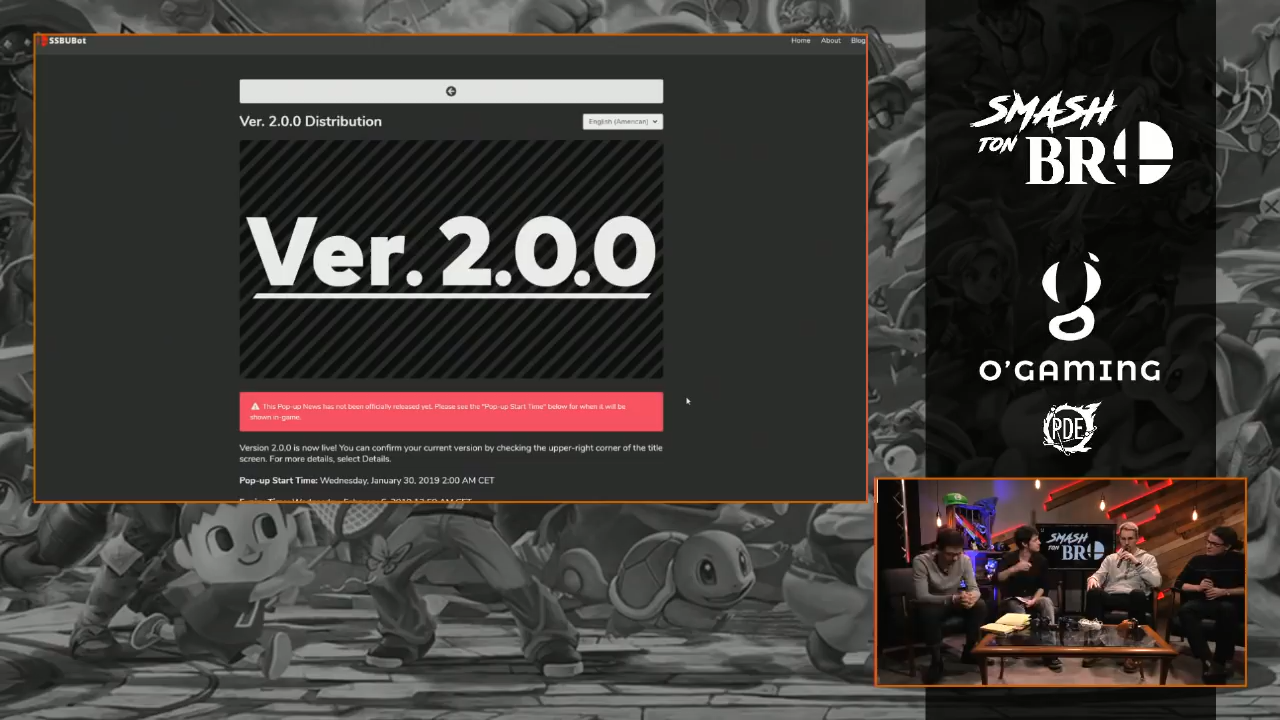 SSBUBot
Home About Blog
Ver. 2.0.0 Distribution
English (American)
Ver. 2.0.0
This Pop-up News has not been officially released yet. Please see the "Pop-up Start Time" below for when it will be
shown in-game.
Version 2.0.0 is now live! You can confirm your current version by checking the upper-right corner of the title
screen. For more details, select Details.
Pop-up Start Time: Wednesday, January 30, 2019 2:00 AM CET
SMASH
TON BRO
O'GAMING
PDE
SMASH
TON BRO